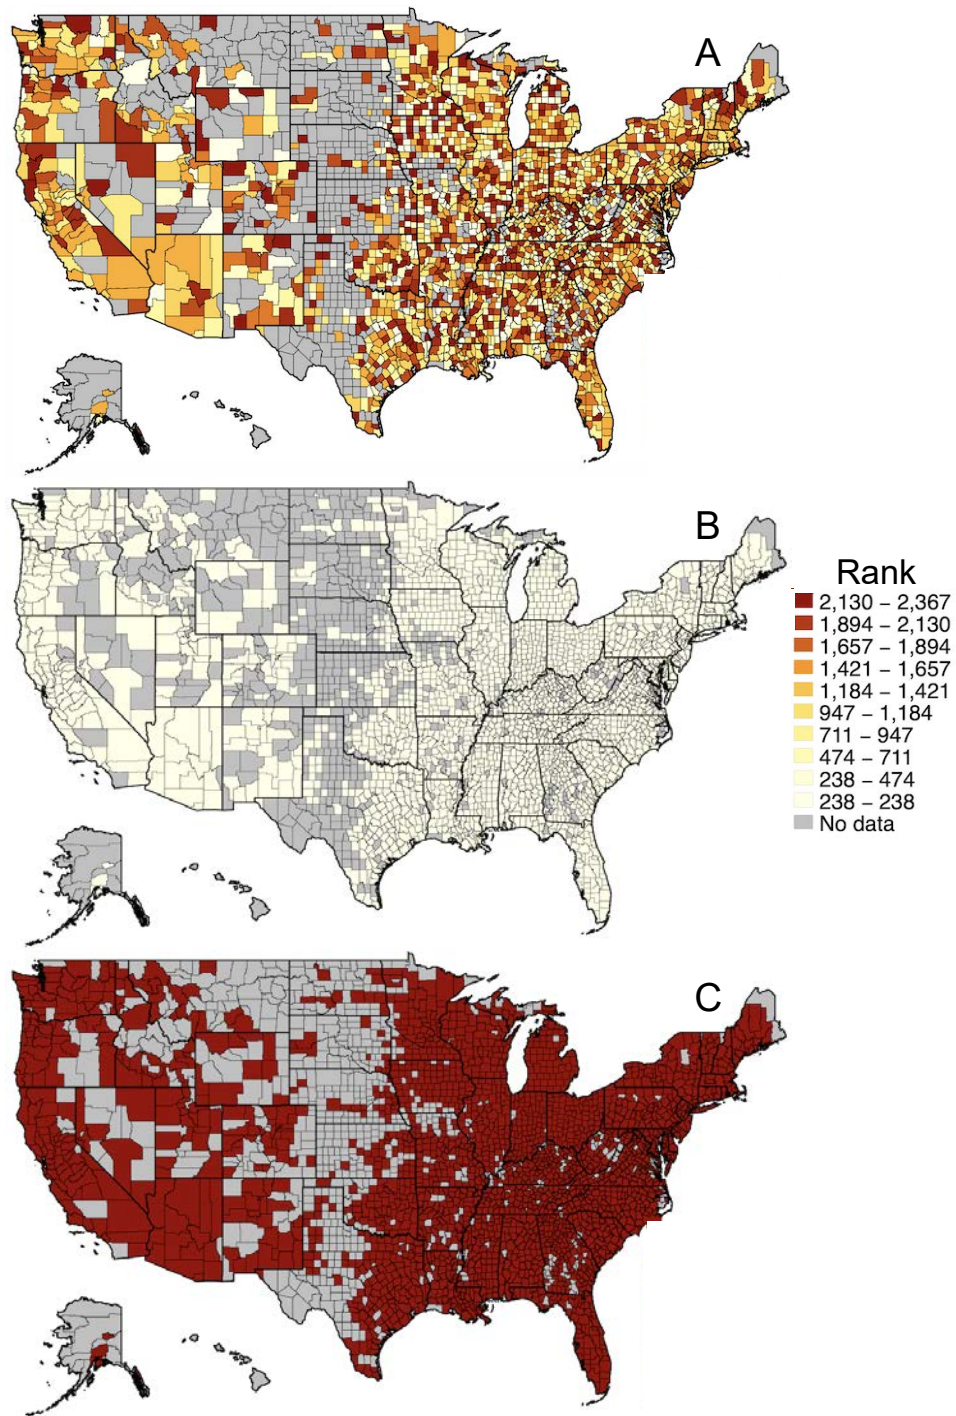 A
B
Rank
2,130 – 2,367
1,894 – 2,130
1,657 – 1,894
1,421 – 1,657
1,184 – 1,421
947 – 1,184
711 – 947
474 – 711
238 – 474
238 – 238
No data
C